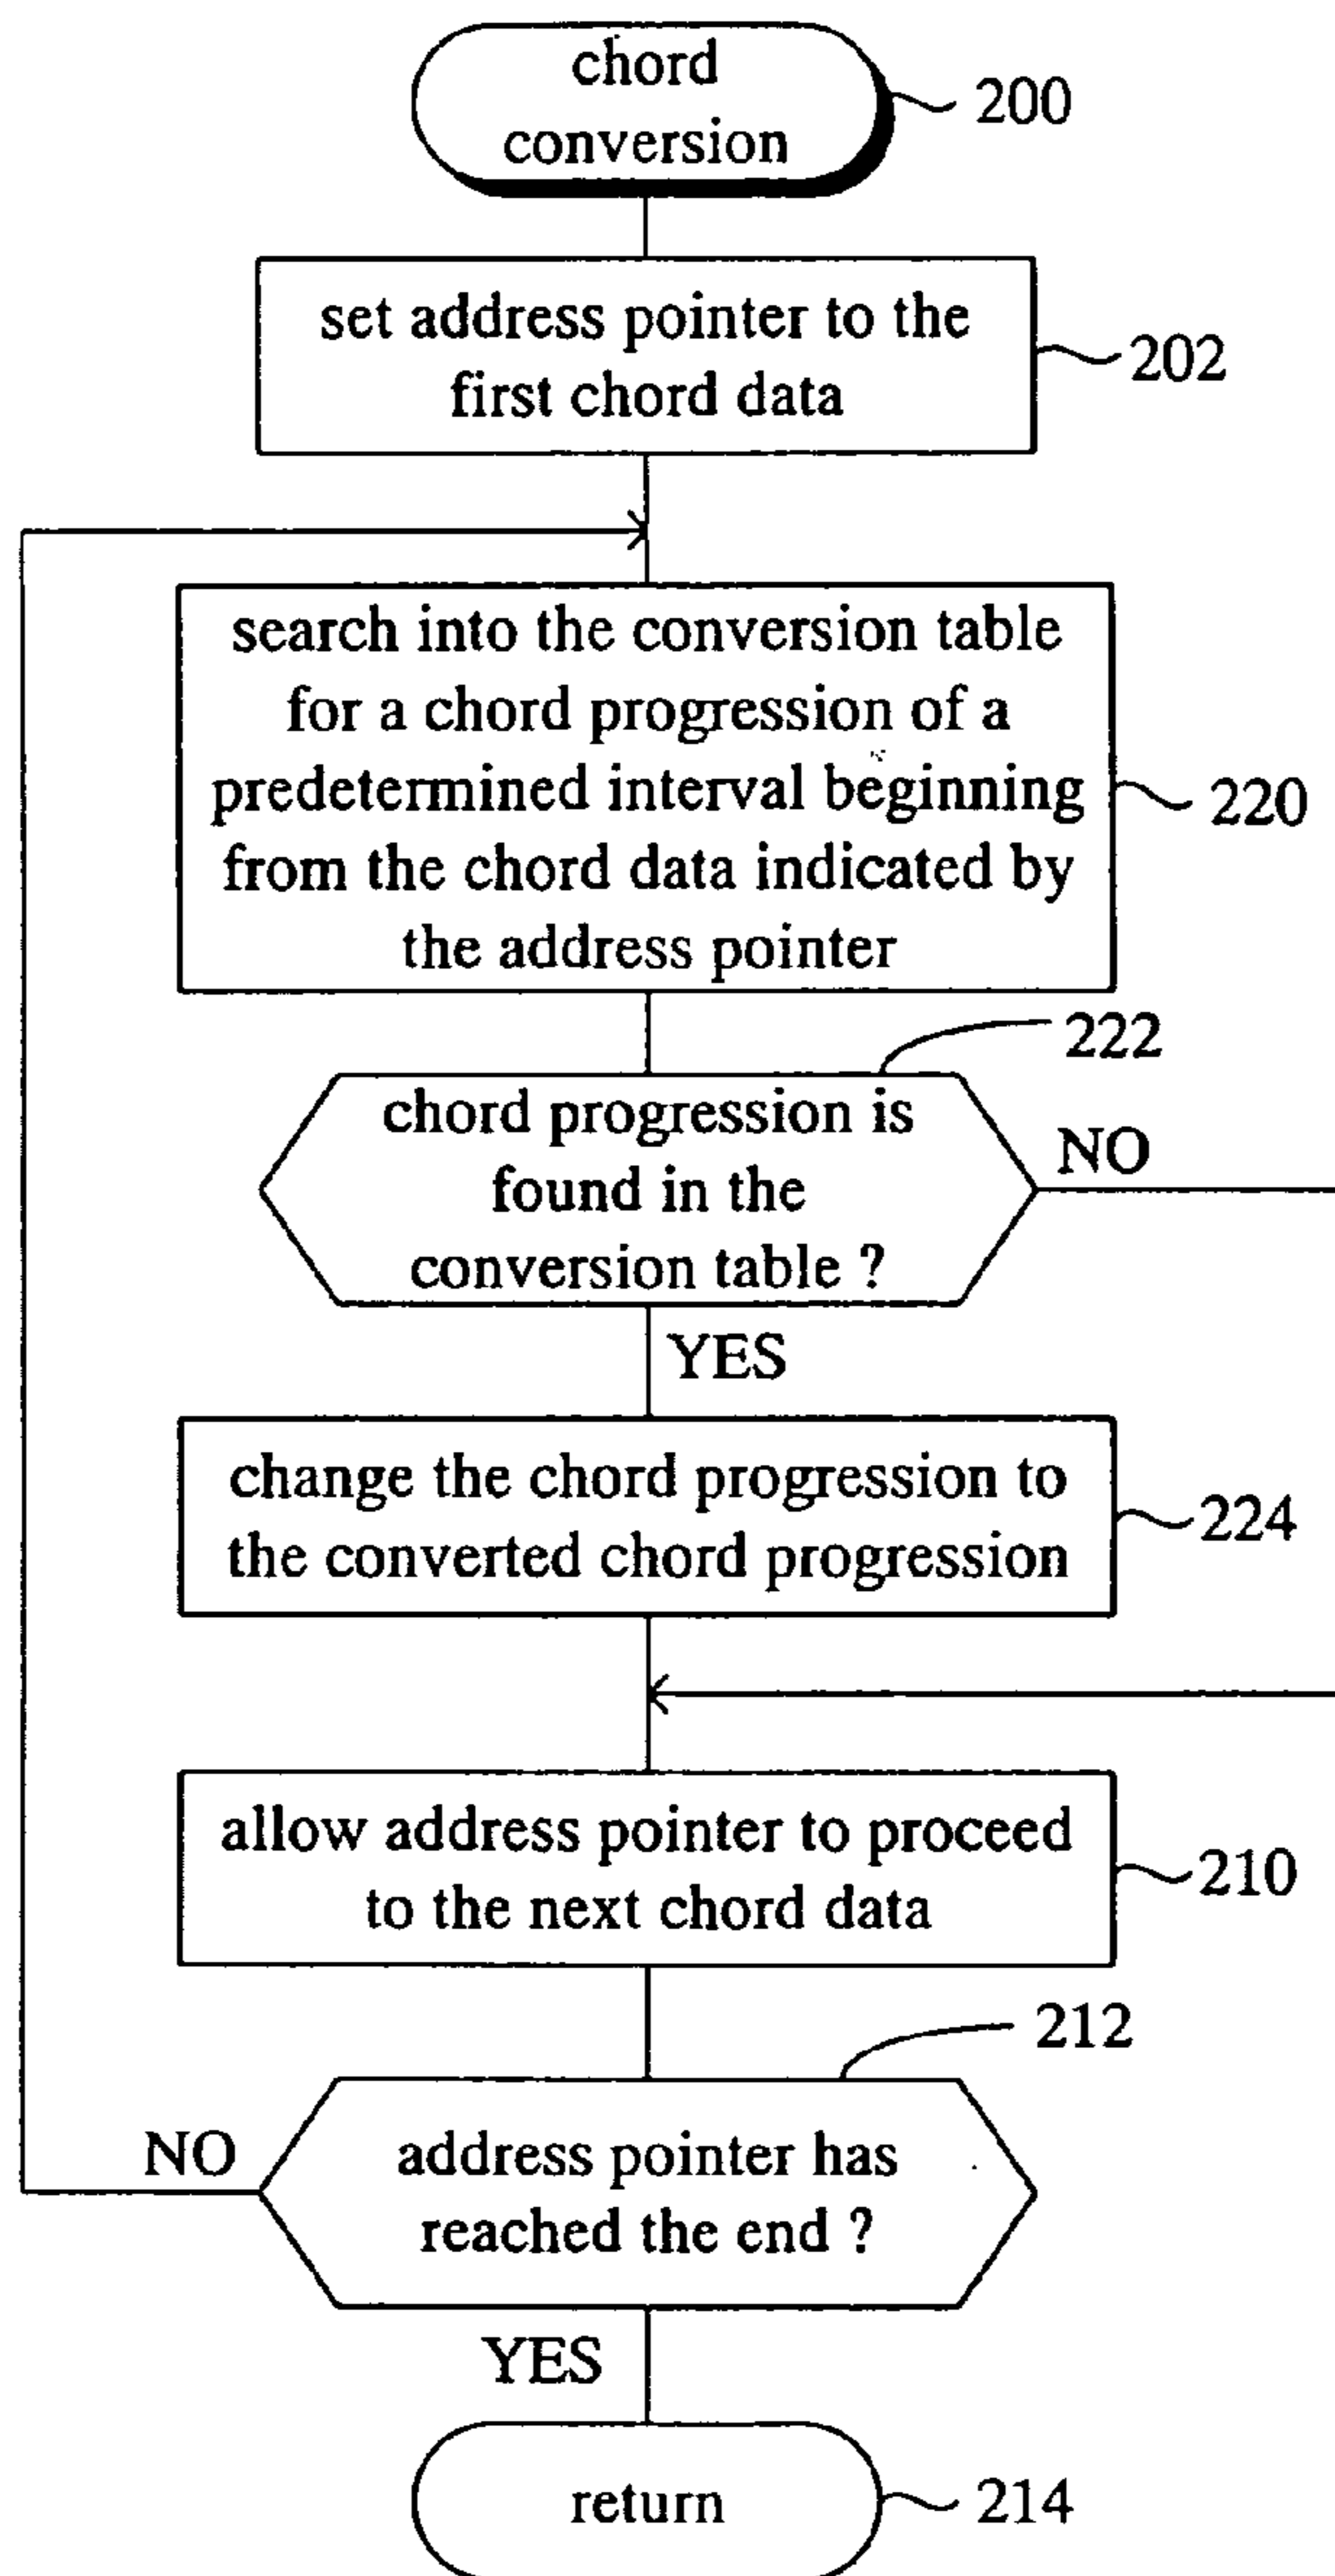 chord
conversion
200
set address pointer to the
first chord data
202
search into the conversion table
for a chord progression of a
predetermined interval beginning
from the chord data indicated by
the address pointer
220
222
chord progression is
found in the
conversion table ?
NO
YES
change the chord progression to
the converted chord progression
224
allow address pointer to proceed
to the next chord data
210
212
address pointer has
reached the end ?
NO
YES
return
214